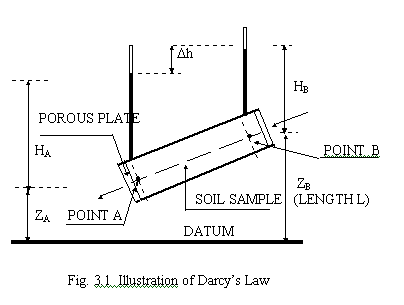 Δh
H_B
POROUS PLATE
H_A
POINT B
Z_B
SOIL SAMPLE (LENGTH L)
Z_A
POINT A
DATUM
Fig. 3.1 Illustration of Darcy's Law